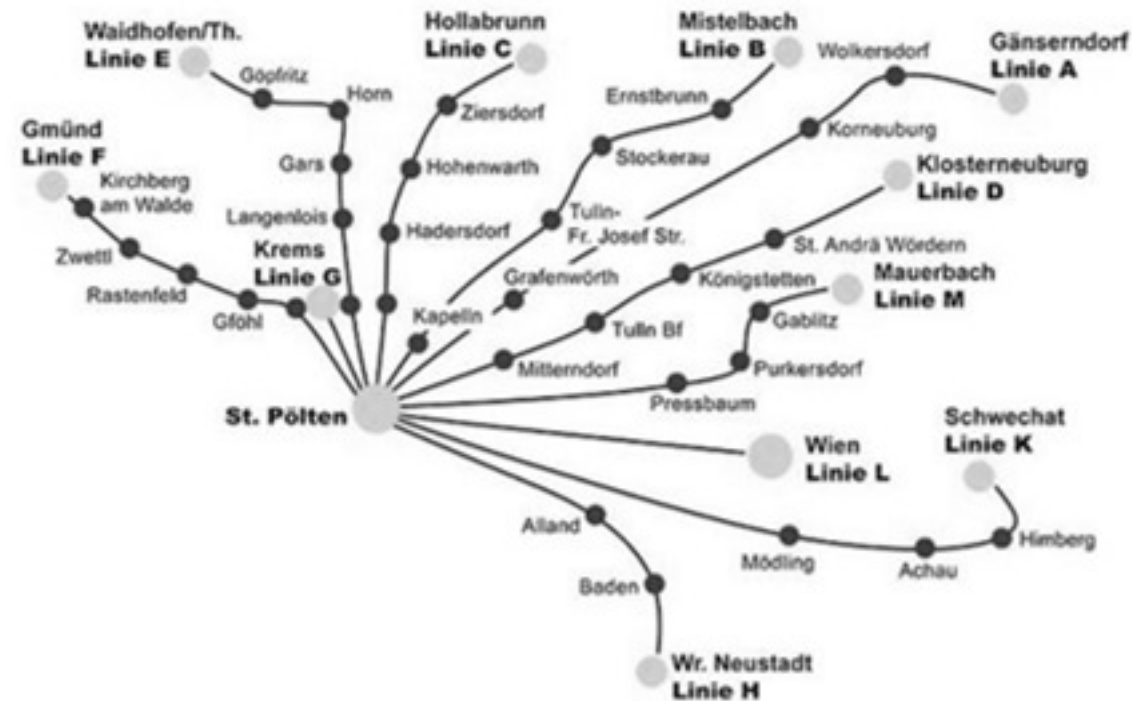 Hollabrunn
Linie C
Mistelbach
Linie B
Waidhofen/Th.
Linie E
Gänserndorf
Linie A
Wolkersdorf
Göpfritz
Horn
Ziersdorf
Ernstbrunn
Korneuburg
Gmünd
Linie F
Gars
Hohenwarth
Stockerau
Klosterneuburg
Linie D
Kirchberg
am Walde
Langenlois
Hadersdorf
Tulln-
Fr. Josef Str.
St. Andrä Wördern
Zwettl
Krems
Linie G
Grafenwörth
Königstetten
Mauerbach
Linie M
Rastenfeld
Gföhl
Kapelln
Tulln Bf
Gablitz
Mitterndorf
Purkersdorf
Pressbaum
St. Pölten
Schwechat
Linie K
Wien
Linie L
Alland
Mödling
Achau
Himberg
Baden
Wr. Neustadt
Linie H